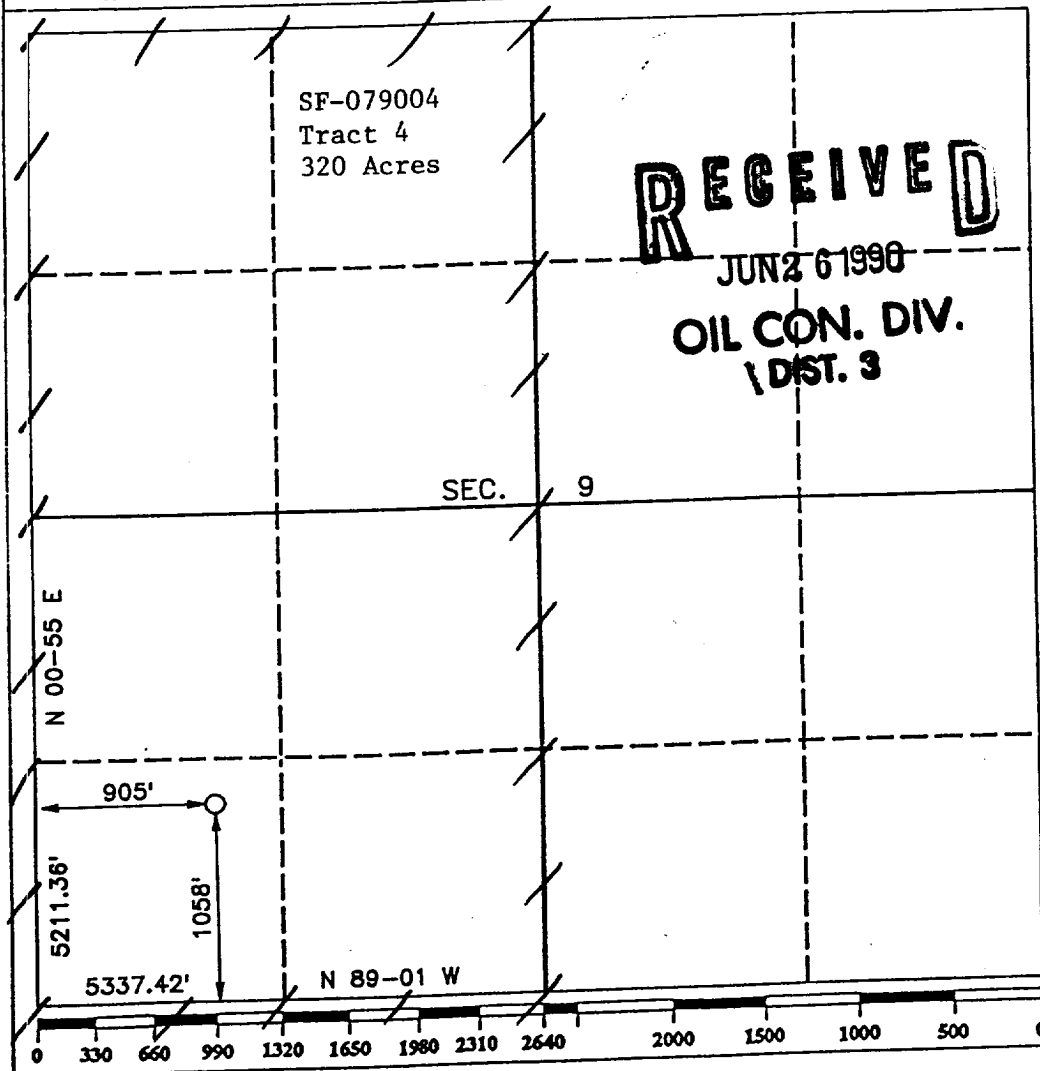 SF-079004
Tract 4
320 Acres
RECEIVED
JUN 2 6 1990
OIL CON. DIV.
DIST. 3
SEC. 9
N 00-55 E
905'
1058'
5211.36'
5337.42' N 89-01 W
0 330 660 990 1320 1650 1980 2310 2640 2000 1500 1000 500 0